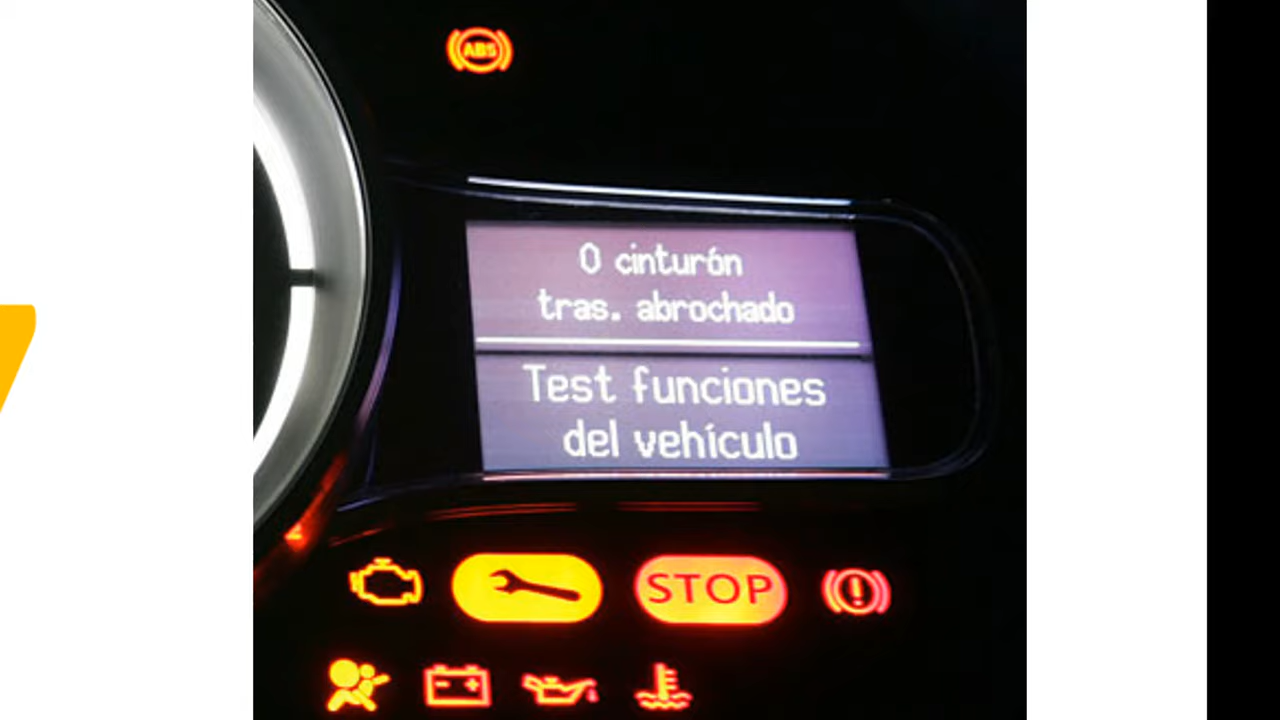 ABS
0 cinturón
tras. abrochado
Test funciones
del vehículo
STOP